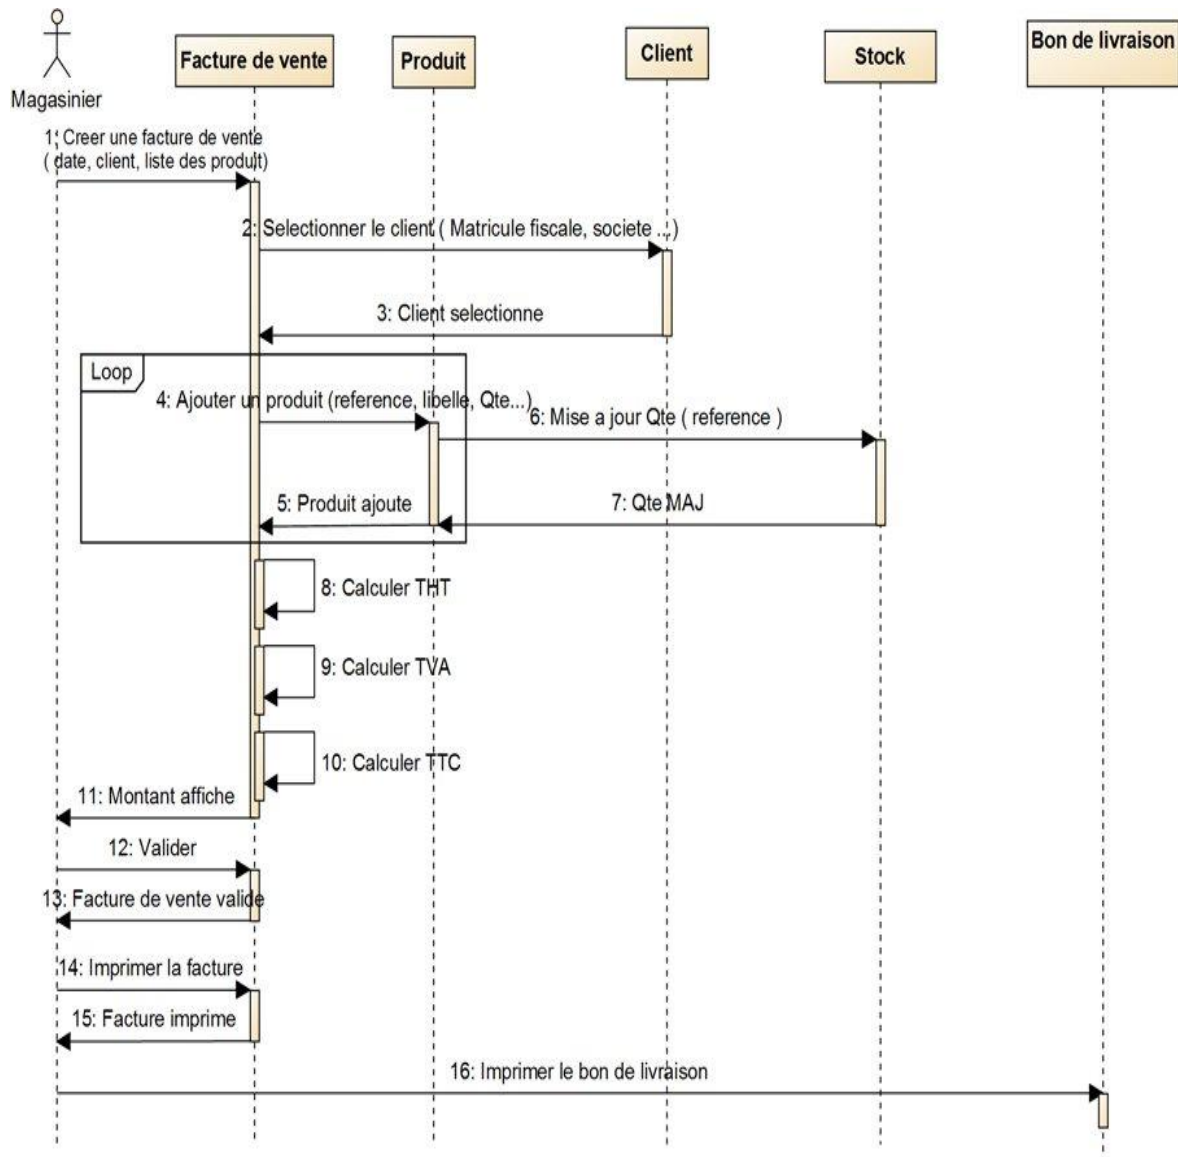 Magasinier
Facture de vente
Produit
Client
Stock
Bon de livraison
1: Creer une facture de vente
( date, client, liste des produit)
2: Selectionner le client ( Matricule fiscale, societe ...)
3: Client selectionne
Loop
4: Ajouter un produit (reference, libelle, Qte...)
6: Mise a jour Qte ( reference )
5: Produit ajoute
7: Qte MAJ
8: Calculer THT
9: Calculer TVA
10: Calculer TTC
11: Montant affiche
12: Valider
13: Facture de vente valide
14: Imprimer la facture
15: Facture imprime
16: Imprimer le bon de livraison